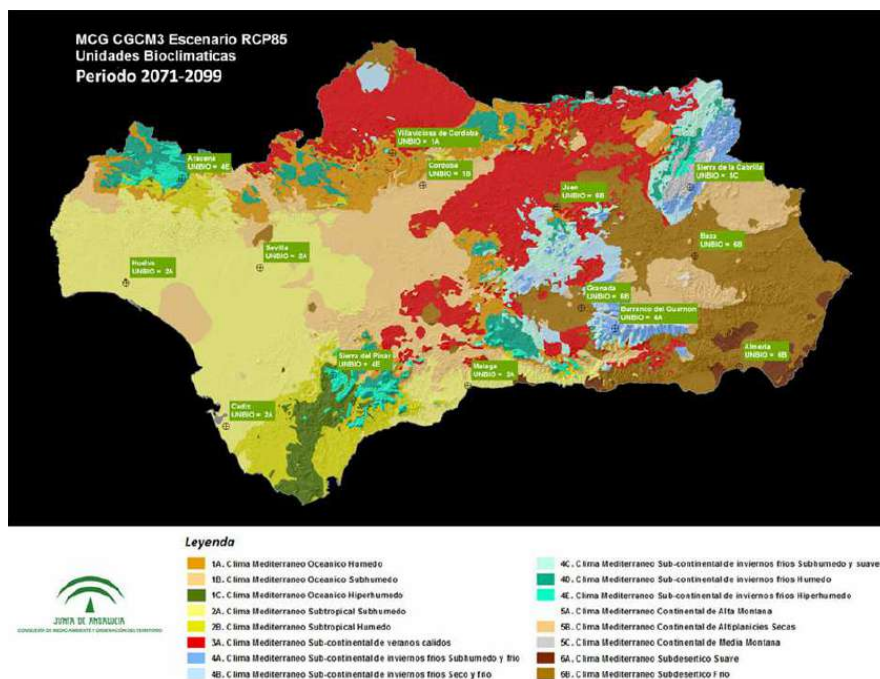 MCG CGCM3 Escenario RCP85
Unidades Bioclimaticas
Periodo 2071-2099
Villaviciosa de Cordoba
UNBIO = 1A
Aracena
UNBIO = 4E
Cordoba
UNBIO = 1B
Sierra de la Cabrilla
UNBIO = 5C
Jaen
UNBIO = 6B
Sevilla
UNBIO = 2A
Baza
UNBIO = 6B
Huelva
UNBIO = 2A
Granada
UNBIO = 6B
Barranco del Guarnon
UNBIO = 4A
Sierra del Pinar
UNBIO = 4E
Almeria
UNBIO = 6B
Malaga
UNBIO = 2A
Cadiz
UNBIO = 2A
Leyenda
1A. Clima Mediterraneo Oceanico Humedo
1B. Clima Mediterraneo Oceanico Subhumedo
1C. Clima Mediterraneo Oceanico Hiperhumedo
2A. Clima Mediterraneo Subtropical Subhumedo
2B. Clima Mediterraneo Subtropical Humedo
3A. Clima Mediterraneo Sub-continental de veranos calidos
4A. Clima Mediterraneo Sub-continental de inviernos frios Subhumedo y frio
4B. Clima Mediterraneo Sub-continental de inviernos frios Seco y frio
4C. Clima Mediterraneo Sub-continental de inviernos frios Subhumedo y suave
4D. Clima Mediterraneo Sub-continental de inviernos frios Humedo
4E. Clima Mediterraneo Sub-continental de inviernos frios Hiperhumedo
5A. Clima Mediterraneo Continental de Alta Montana
5B. Clima Mediterraneo Continental de Altiplanicies Secas
5C. Clima Mediterraneo Continental de Media Montana
6A. Clima Mediterraneo Subdesertico Suave
6B. Clima Mediterraneo Subdesertico Frio
JUNTA DE ANDALUCIA
CONSEJERIA DE MEDIO AMBIENTE Y ORDENACION DEL TERRITORIO